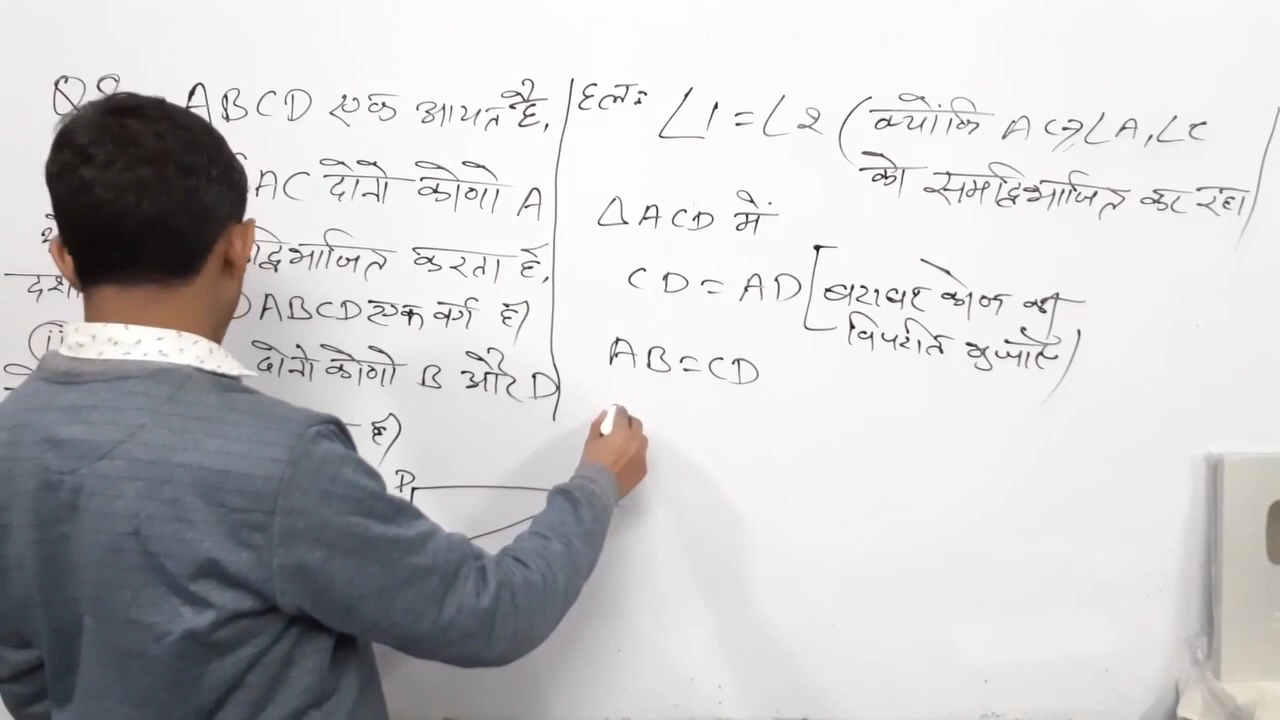 ABCD एक आयत है,
AC दोनो कोणो A
द्विभाजित करता है,
ABCD एक वर्ग है)
(ii)
दोनो कोणो B और D
है)
D
हल:
∠1 = ∠2 (क्योंकि AC, ∠A, ∠C
को समद्विभाजित कर रहा)
△ACD में
CD = AD [बराबर कोण की
विपरीत भुजाएँ)
AB = CD